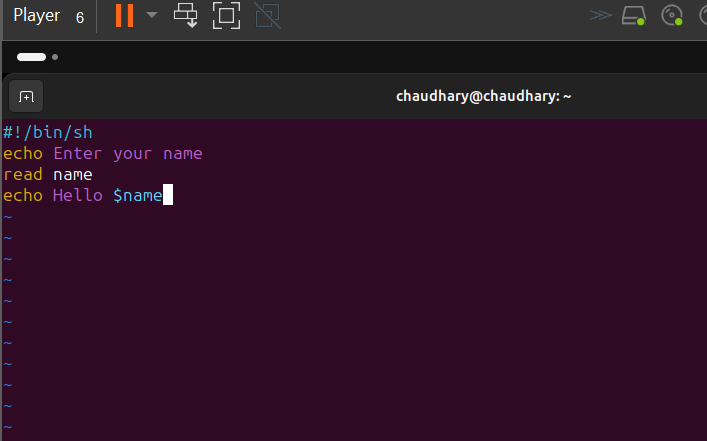 Player 6
chaudhary@chaudhary: ~
#!/bin/sh
echo Enter your name
read name
echo Hello $name
~
~
~
~
~
~
~
~
~
~
~